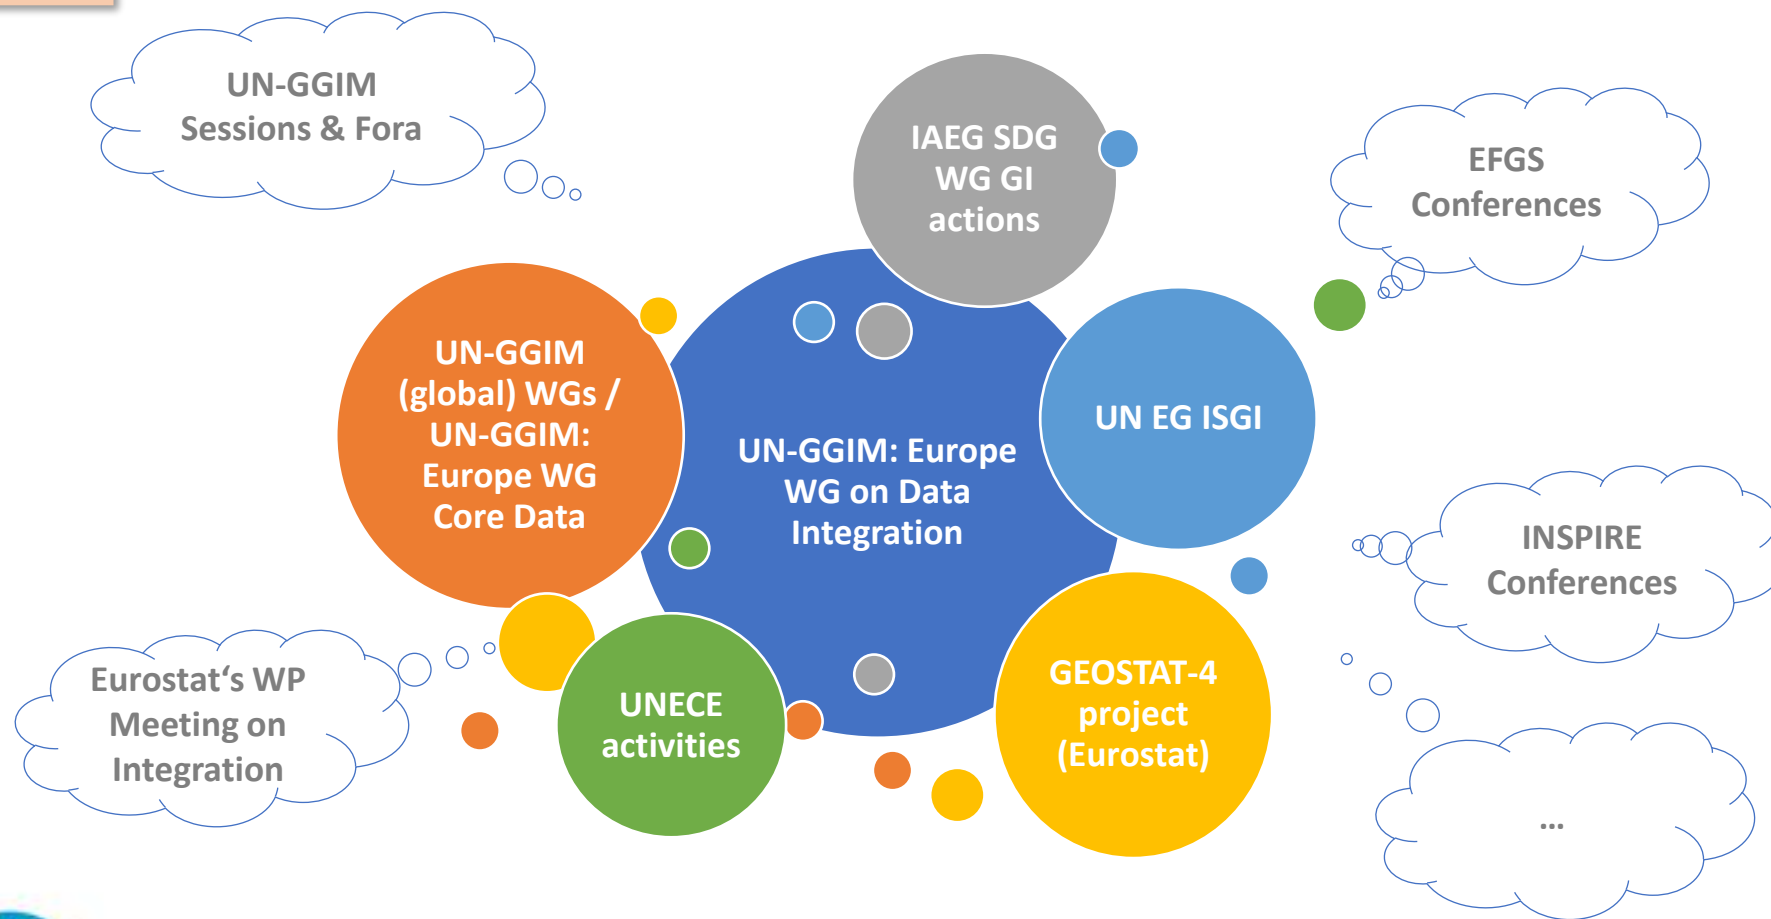 UN-GGIM
Sessions & Fora
IAEG SDG
WG GI
actions
EFGS
Conferences
UN-GGIM
(global) WGs /
UN-GGIM:
Europe WG
Core Data
UN-GGIM: Europe
WG on Data
Integration
UN EG ISGI
INSPIRE
Conferences
Eurostat‘s WP
Meeting on
Integration
UNECE
activities
GEOSTAT-4
project
(Eurostat)
...